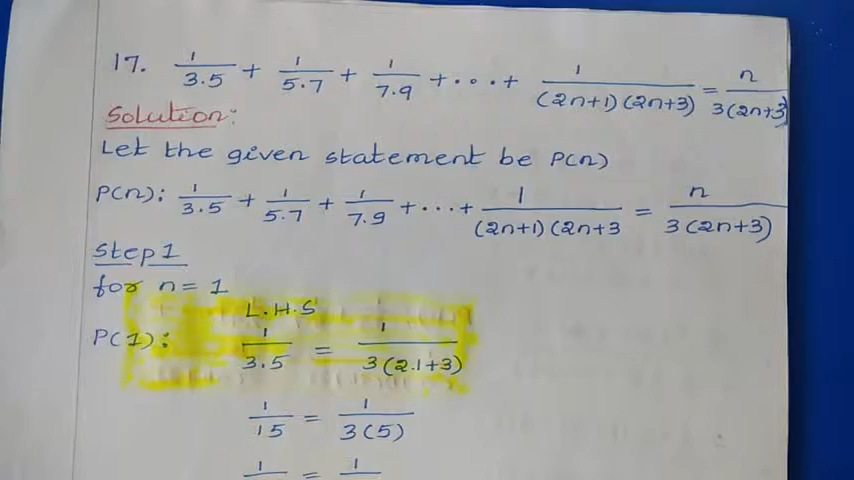 17. 1/3.5 + 1/5.7 + 1/7.9 + ... + 1/(2n+1)(2n+3) = n/3(2n+3)
Solution:
Let the given statement be P(n)
P(n): 1/3.5 + 1/5.7 + 1/7.9 + ... + 1/(2n+1)(2n+3 = n/3(2n+3)
Step 1
for n = 1
L.H.S
P(1): 1/3.5 = 1/3(2.1+3)
1/15 = 1/3(5)
1/ = 1/